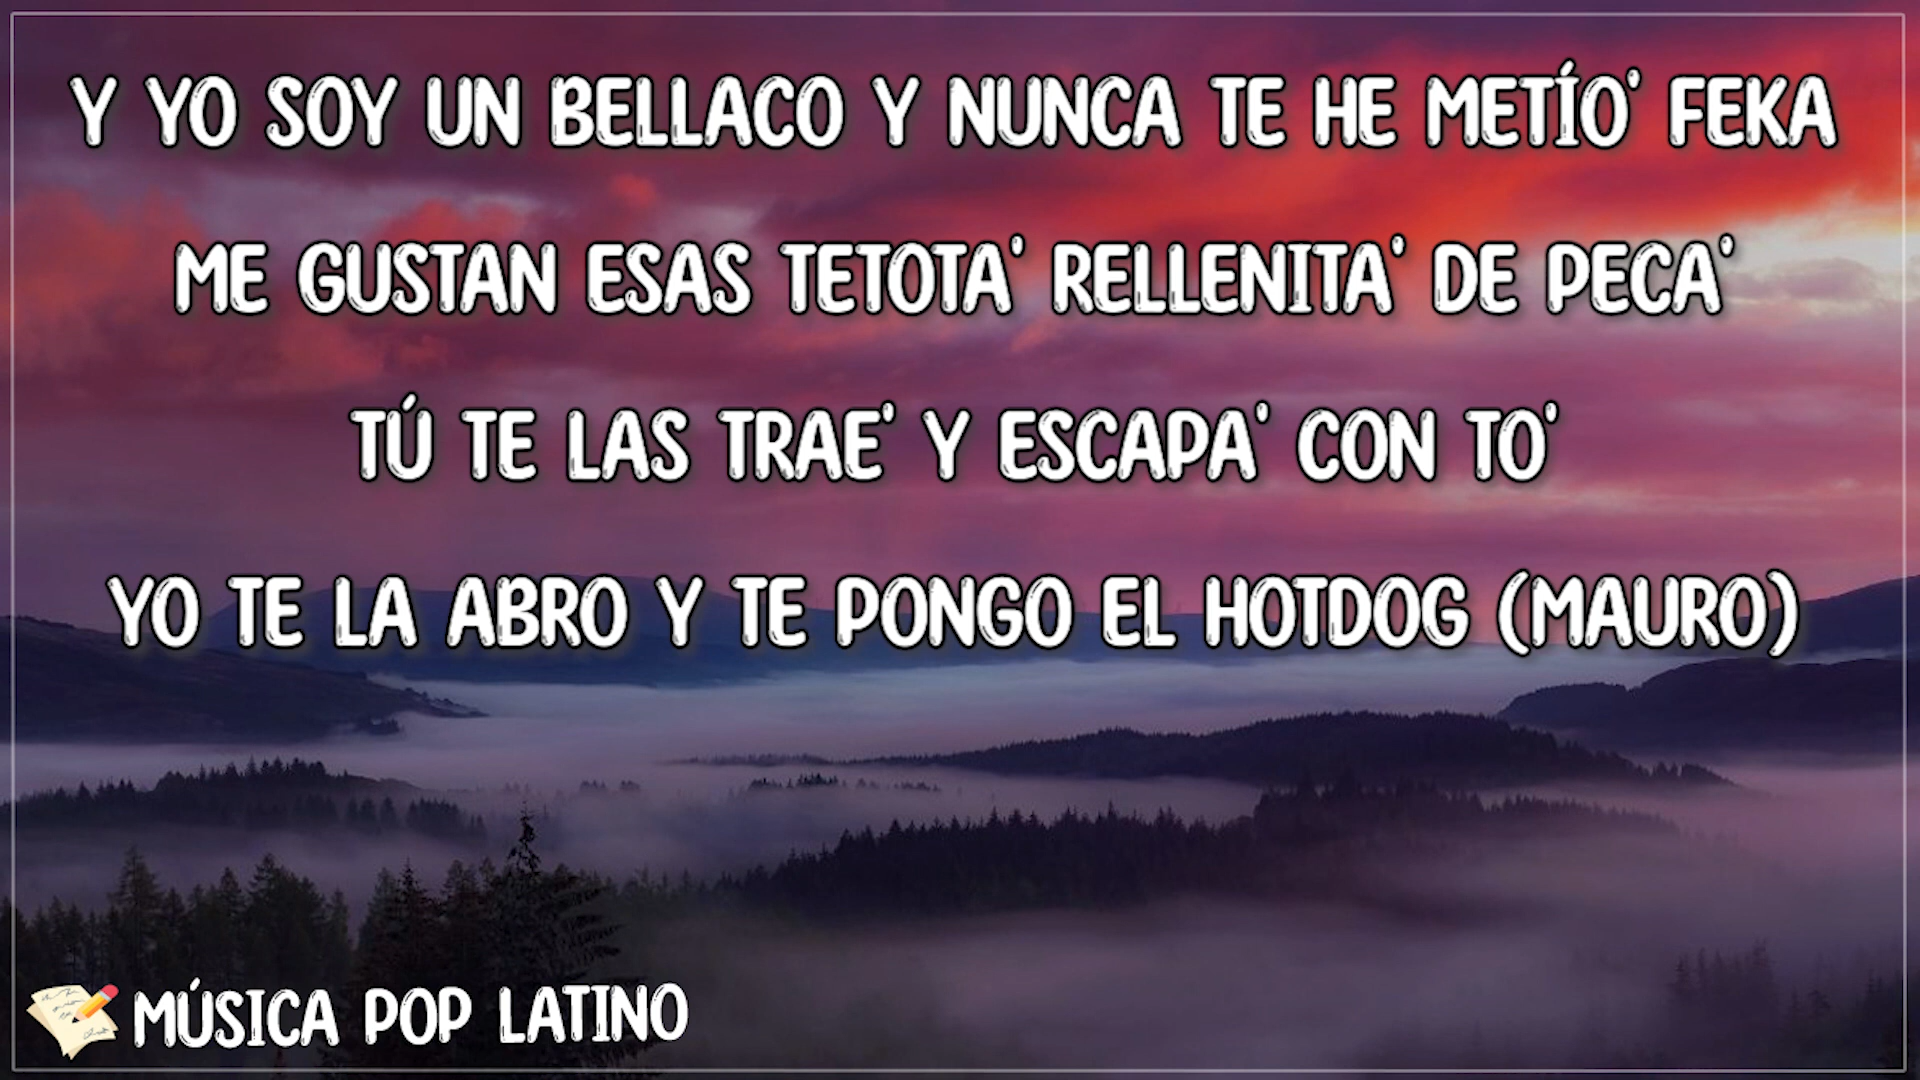 Y YO SOY UN BELLACO Y NUNCA TE HE METÍO' FEKA
ME GUSTAN ESAS TETOTA' RELLENITA' DE PECA'
TÚ TE LAS TRAE' Y ESCAPA' CON TO'
YO TE LA ABRO Y TE PONGO EL HOTDOG (MAURO)
MÚSICA POP LATINO